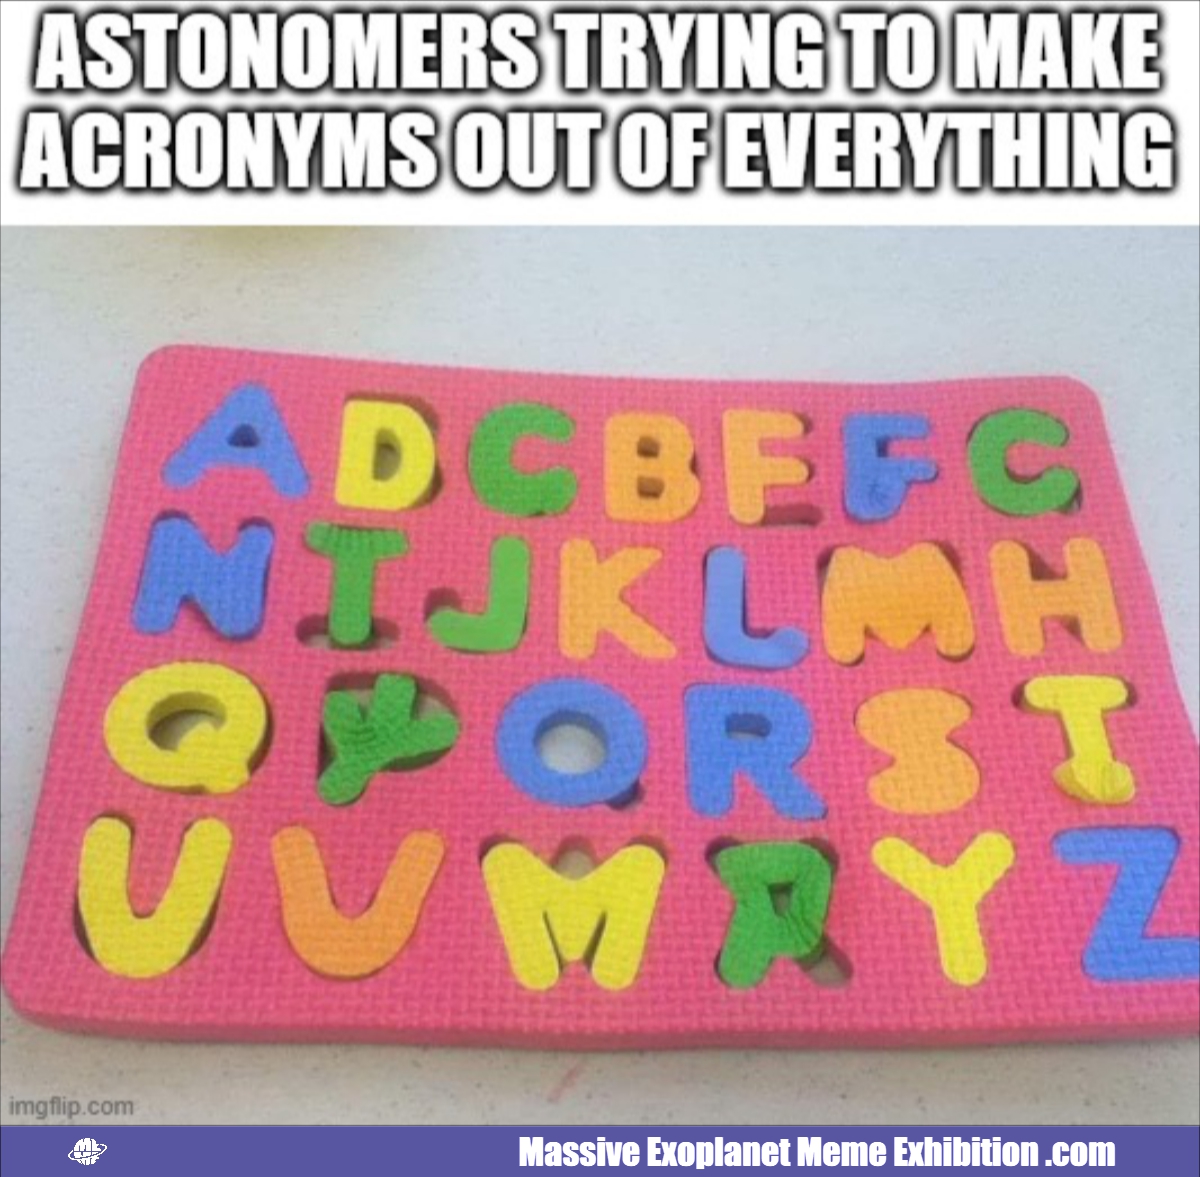 ASTONOMERS TRYING TO MAKE
ACRONYMS OUT OF EVERYTHING
A D C B F F C
N T J K L M H
Q Y O R S I
U U M R Y Z
imgflip.com
Massive Exoplanet Meme Exhibition .com